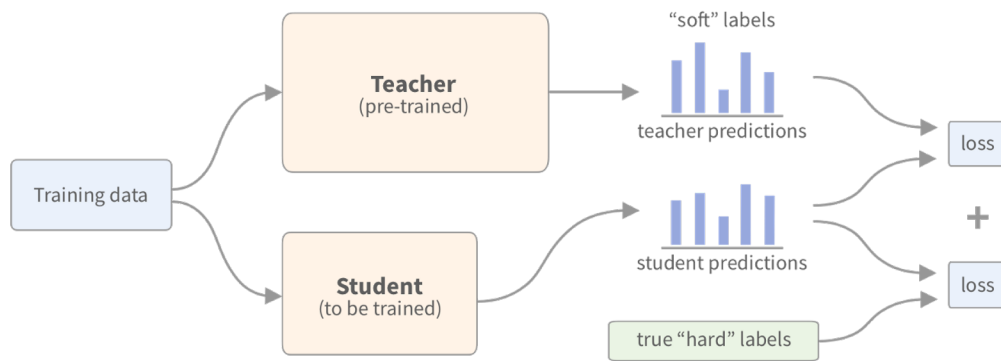 “soft” labels
Teacher
(pre-trained)
teacher predictions
loss
Training data
+
student predictions
Student
(to be trained)
loss
true “hard” labels